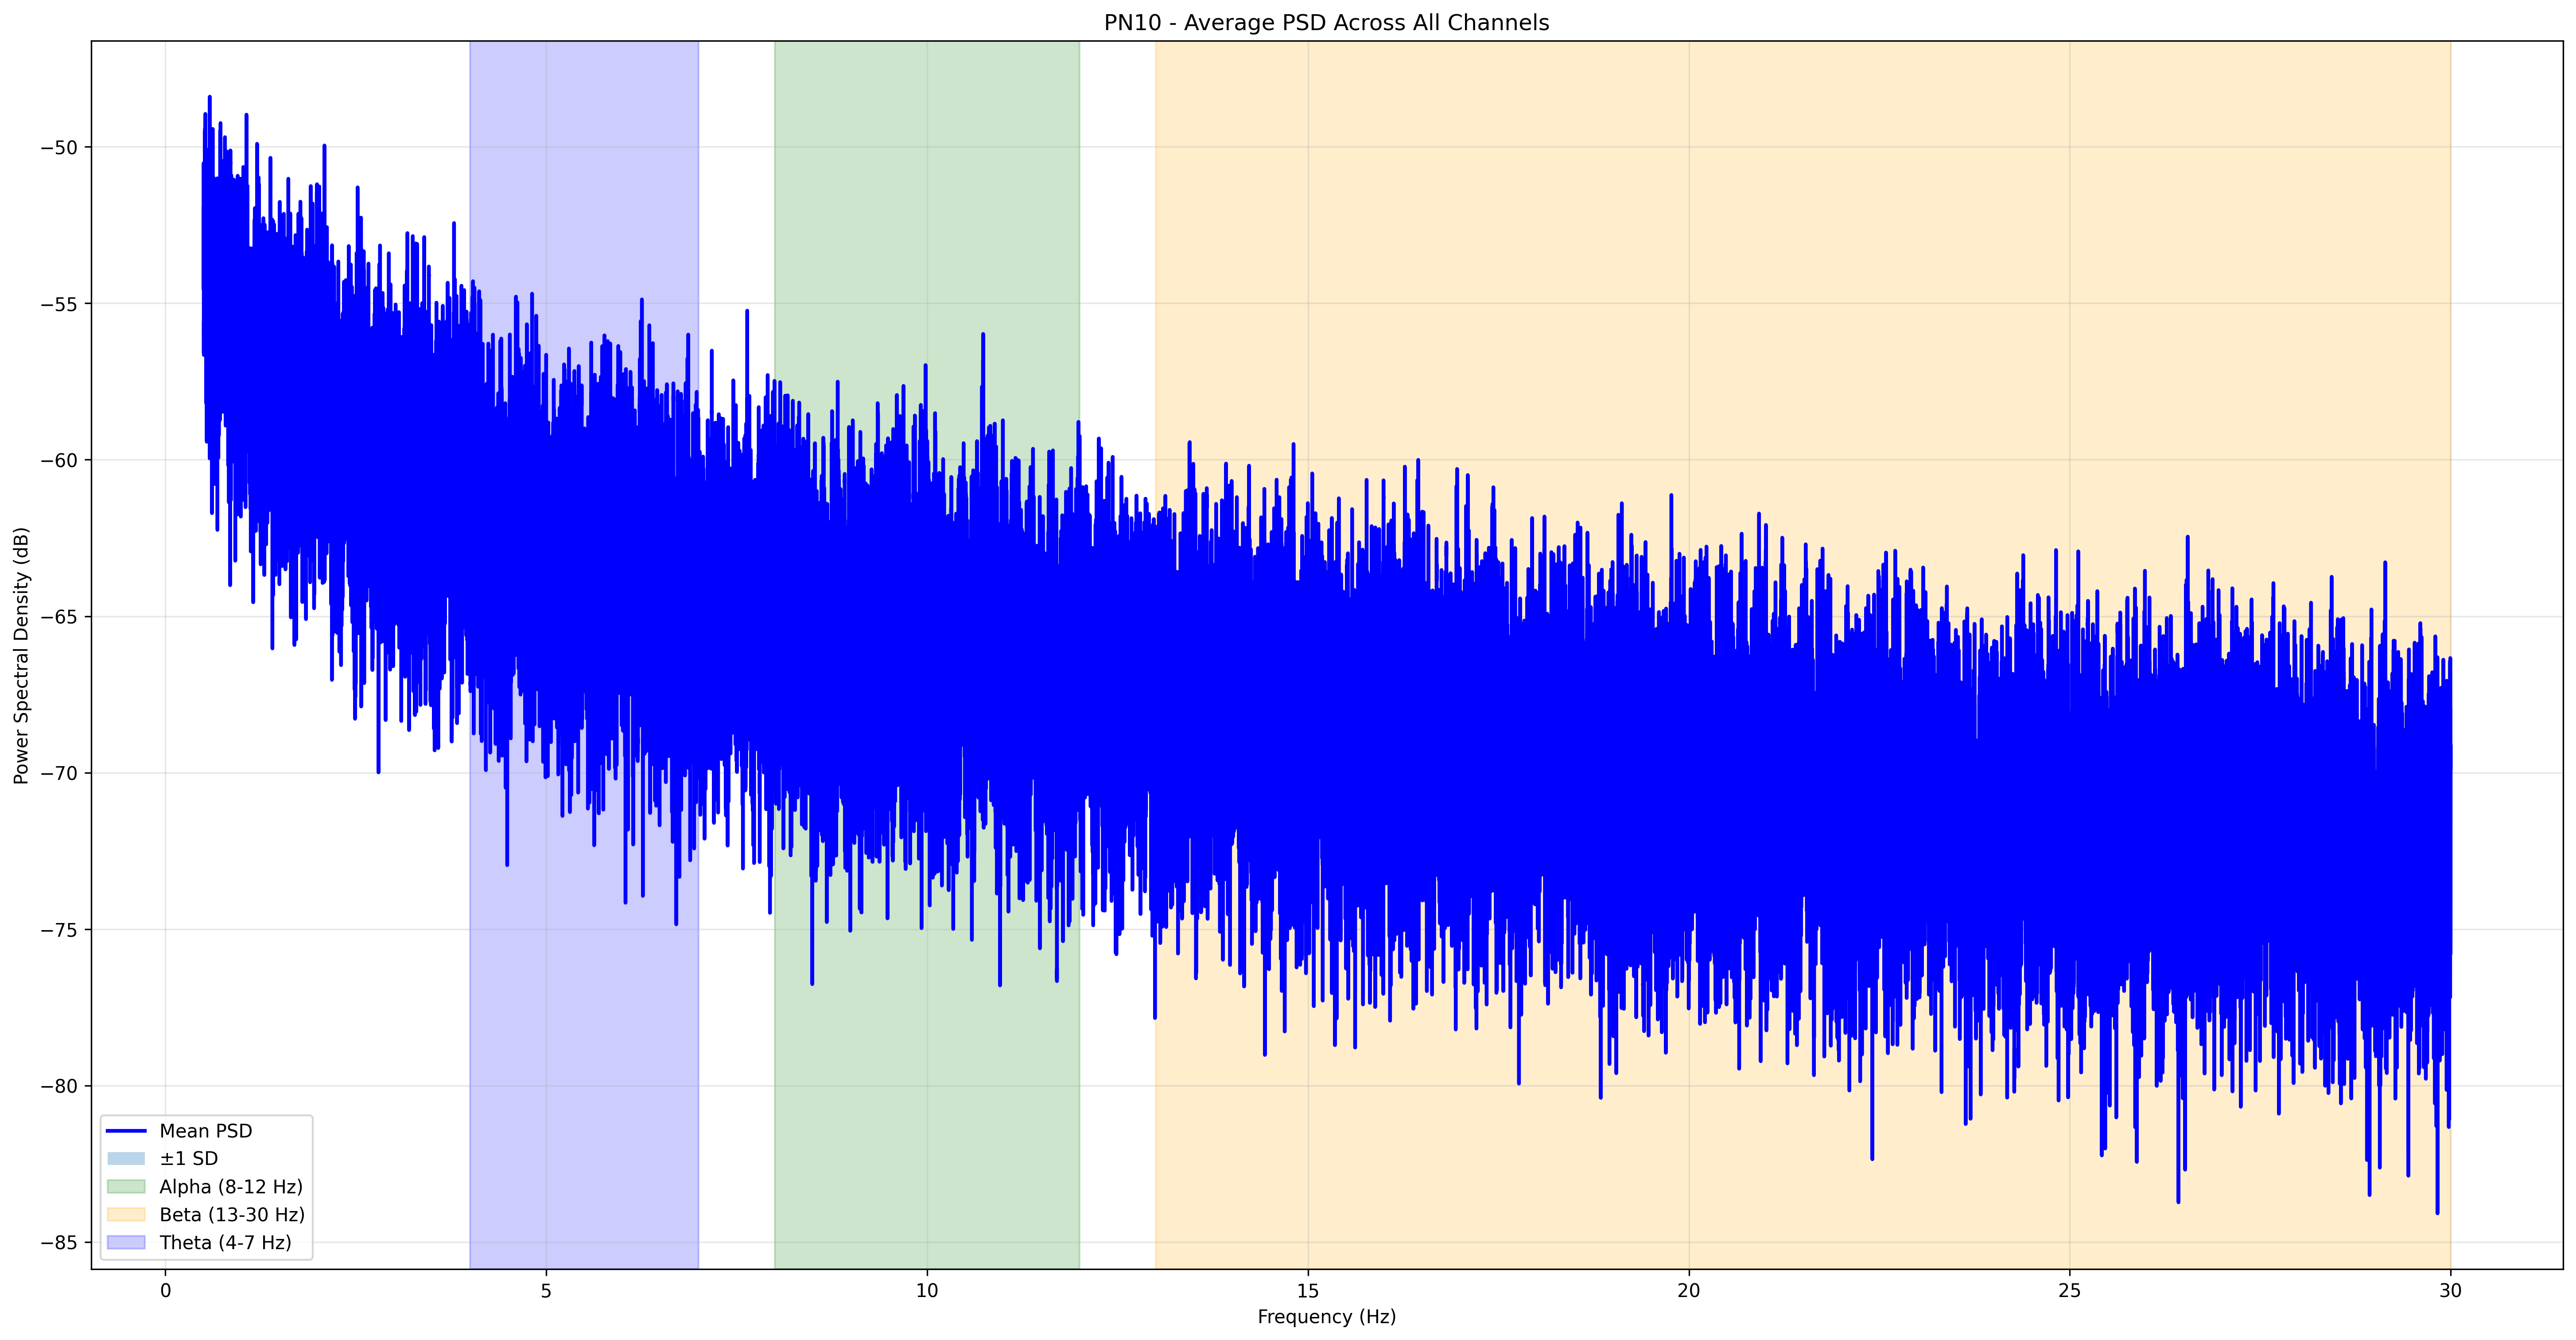 PN10 - Average PSD Across All Channels
Power Spectral Density (dB)
−50
−55
−60
−65
−70
−75
−80
−85
Mean PSD
±1 SD
Alpha (8-12 Hz)
Beta (13-30 Hz)
Theta (4-7 Hz)
0 5 10 15 20 25 30
Frequency (Hz)